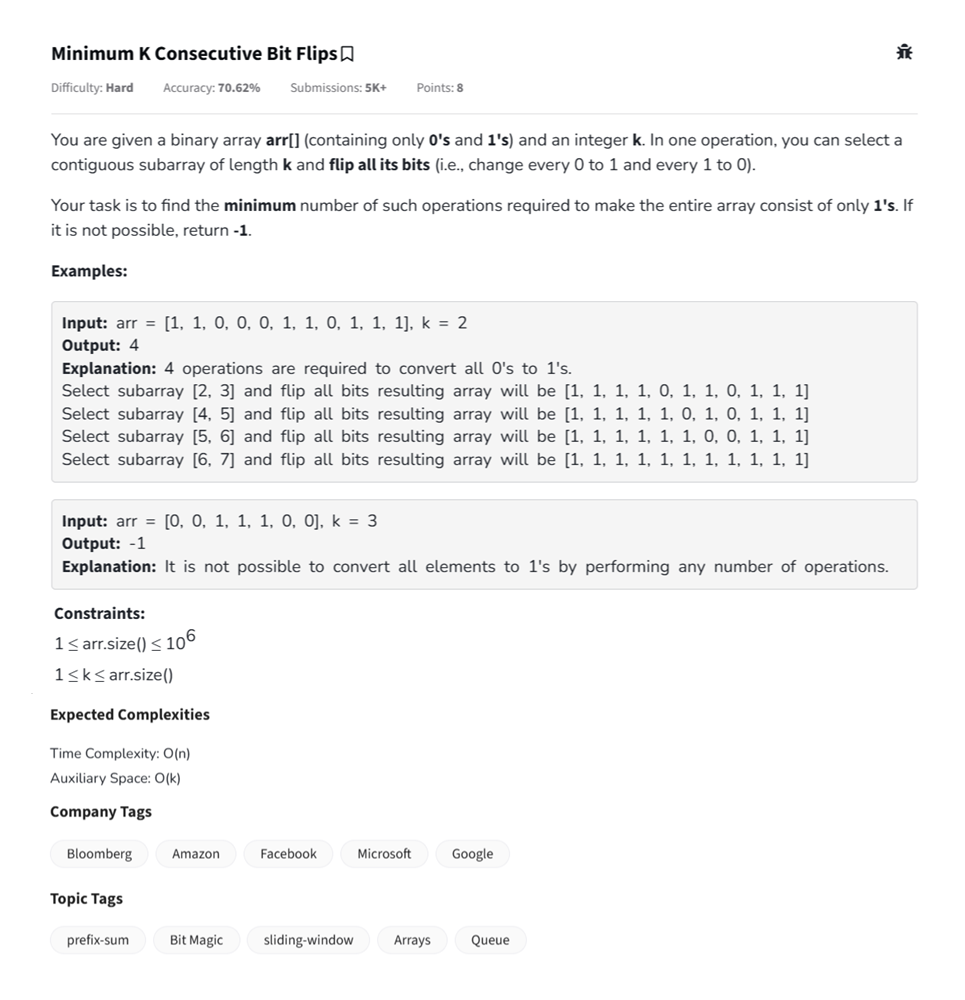 Minimum K Consecutive Bit Flips
Difficulty: Hard Accuracy: 70.62% Submissions: 5K+ Points: 8
You are given a binary array arr[] (containing only 0's and 1's) and an integer k. In one operation, you can select a
contiguous subarray of length k and flip all its bits (i.e., change every 0 to 1 and every 1 to 0).
Your task is to find the minimum number of such operations required to make the entire array consist of only 1's. If
it is not possible, return -1.
Examples:
Input: arr = [1, 1, 0, 0, 0, 1, 1, 0, 1, 1, 1], k = 2
Output: 4
Explanation: 4 operations are required to convert all 0's to 1's.
Select subarray [2, 3] and flip all bits resulting array will be [1, 1, 1, 1, 0, 1, 1, 0, 1, 1, 1]
Select subarray [4, 5] and flip all bits resulting array will be [1, 1, 1, 1, 1, 0, 1, 0, 1, 1, 1]
Select subarray [5, 6] and flip all bits resulting array will be [1, 1, 1, 1, 1, 1, 0, 0, 1, 1, 1]
Select subarray [6, 7] and flip all bits resulting array will be [1, 1, 1, 1, 1, 1, 1, 1, 1, 1, 1]
Input: arr = [0, 0, 1, 1, 1, 0, 0], k = 3
Output: -1
Explanation: It is not possible to convert all elements to 1's by performing any number of operations.
Constraints:
1 ≤ arr.size() ≤ 10⁶
1 ≤ k ≤ arr.size()
Expected Complexities
Time Complexity: O(n)
Auxiliary Space: O(k)
Company Tags
Bloomberg Amazon Facebook Microsoft Google
Topic Tags
prefix-sum Bit Magic sliding-window Arrays Queue